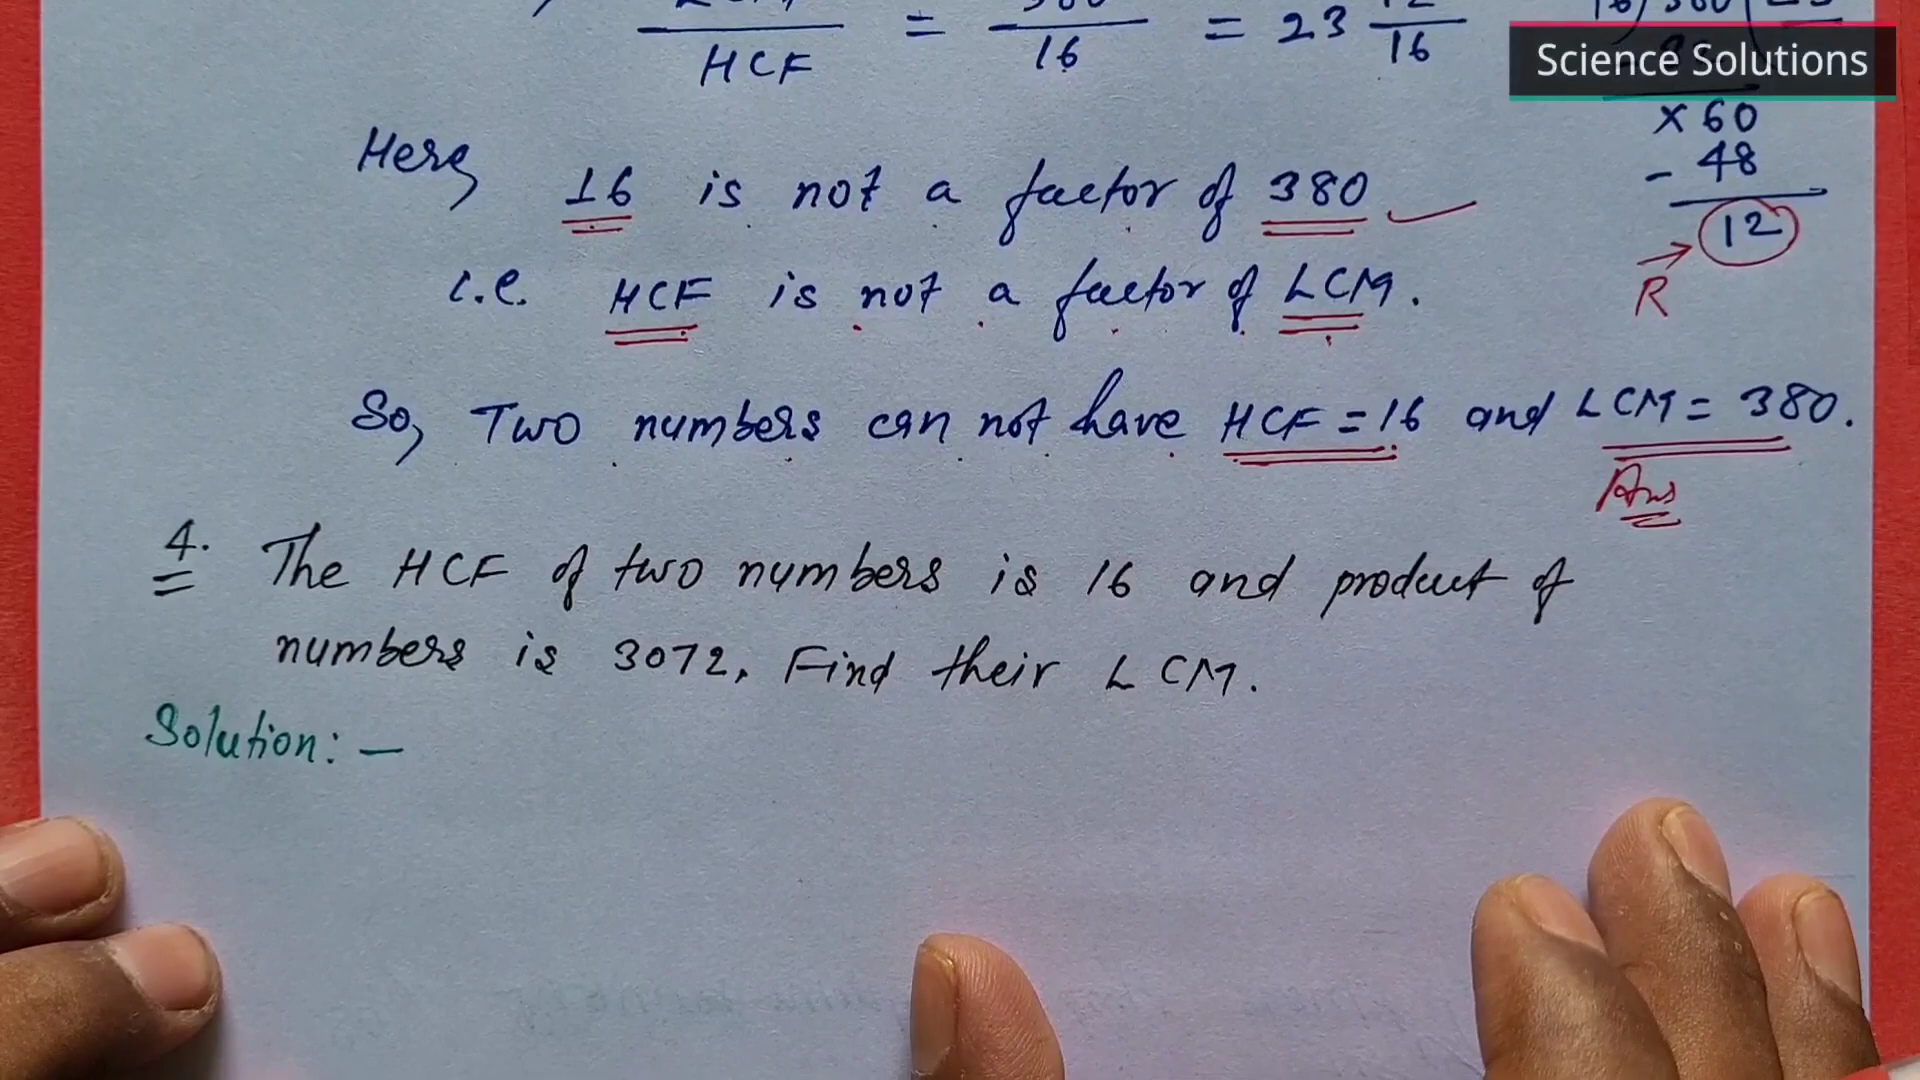 HCF = 16 = 23 16
Science Solutions
x 60
- 48
12
R
Here, 16 is not a factor of 380
i.e. HCF is not a factor of LCM.
So, Two numbers can not have HCF = 16 and LCM = 380.
Ans
4. The HCF of two numbers is 16 and product of
numbers is 3072. Find their LCM.
Solution: —